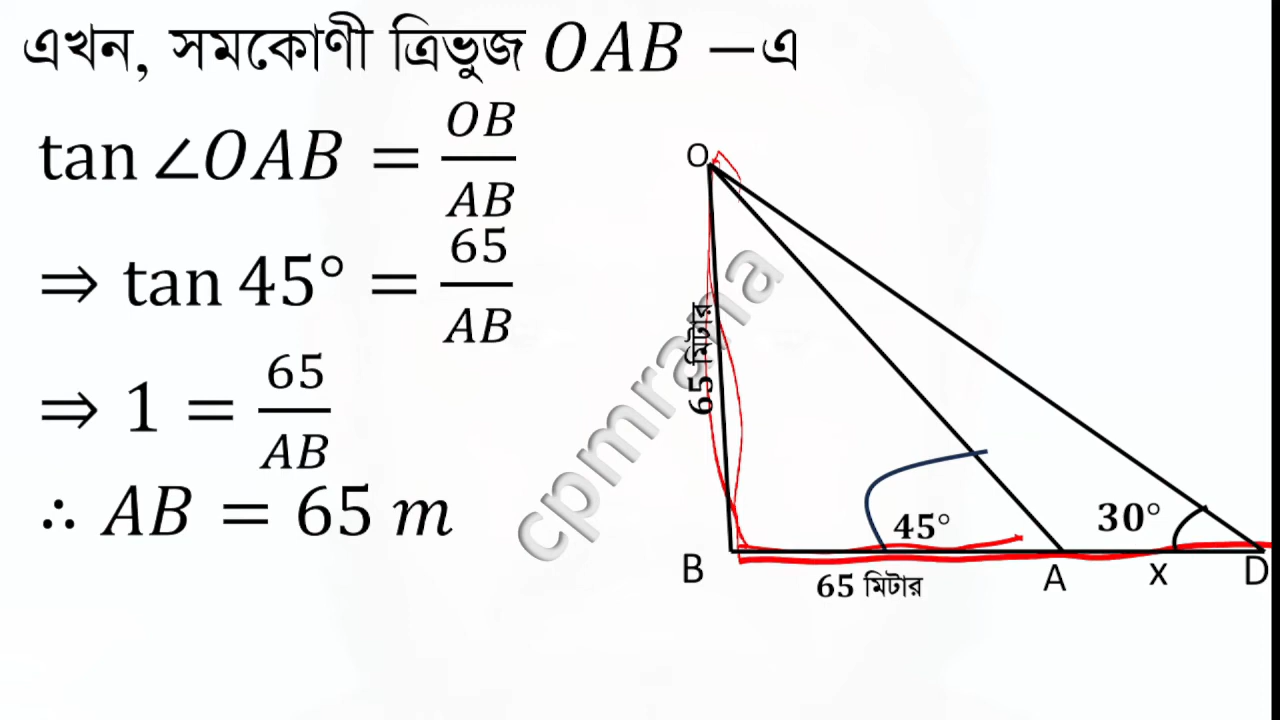 এখন, সমকোণী ত্রিভুজ OAB −এ
tan ∠OAB = OB/AB
⇒ tan 45° = 65/AB
⇒ 1 = 65/AB
∴ AB = 65 m
O
65 মিটার
45°
30°
B
A
x
D
65 মিটার
cpmrana